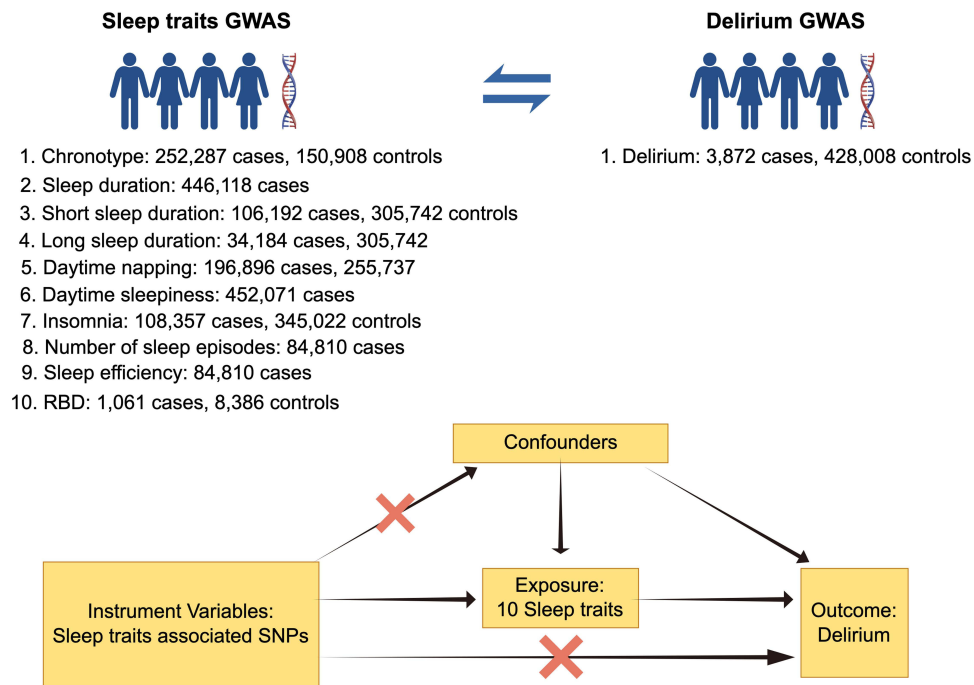 Sleep traits GWAS
Delirium GWAS
1. Chronotype: 252,287 cases, 150,908 controls
2. Sleep duration: 446,118 cases
3. Short sleep duration: 106,192 cases, 305,742 controls
4. Long sleep duration: 34,184 cases, 305,742
5. Daytime napping: 196,896 cases, 255,737
6. Daytime sleepiness: 452,071 cases
7. Insomnia: 108,357 cases, 345,022 controls
8. Number of sleep episodes: 84,810 cases
9. Sleep efficiency: 84,810 cases
10. RBD: 1,061 cases, 8,386 controls
1. Delirium: 3,872 cases, 428,008 controls
Confounders
Instrument Variables:
Sleep traits associated SNPs
Exposure:
10 Sleep traits
Outcome:
Delirium